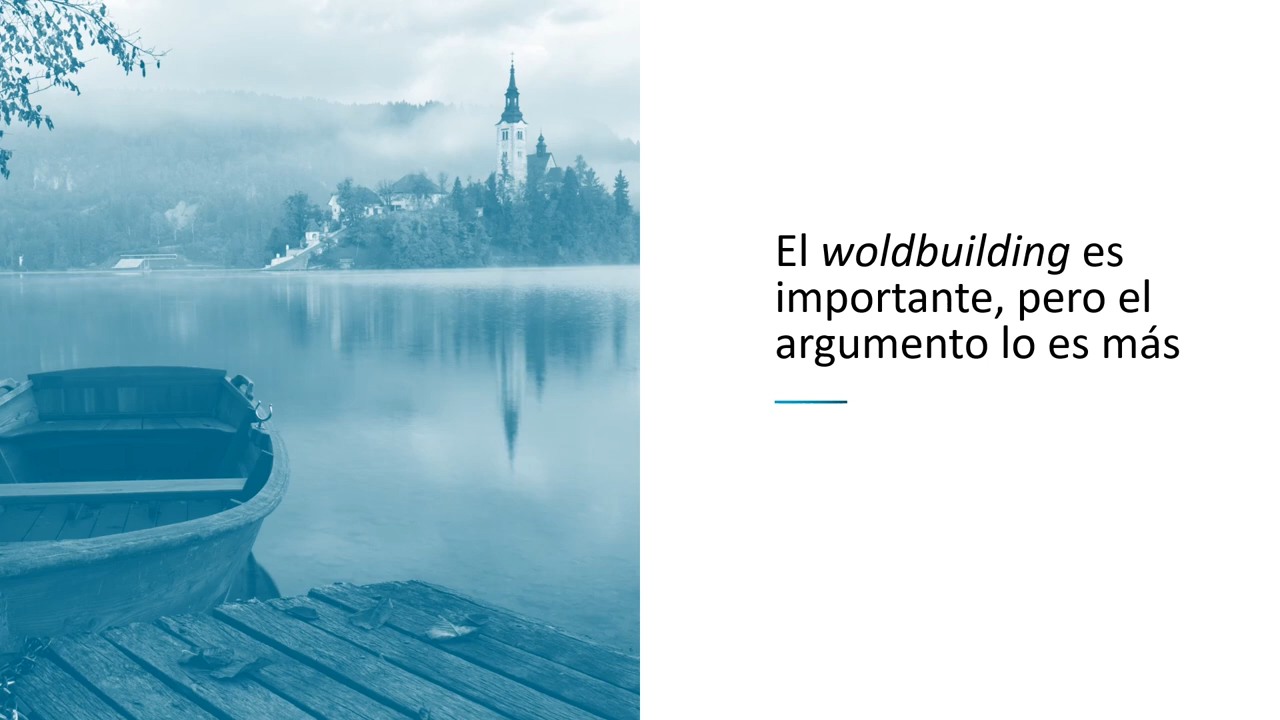 El woldbuilding es
importante, pero el
argumento lo es más